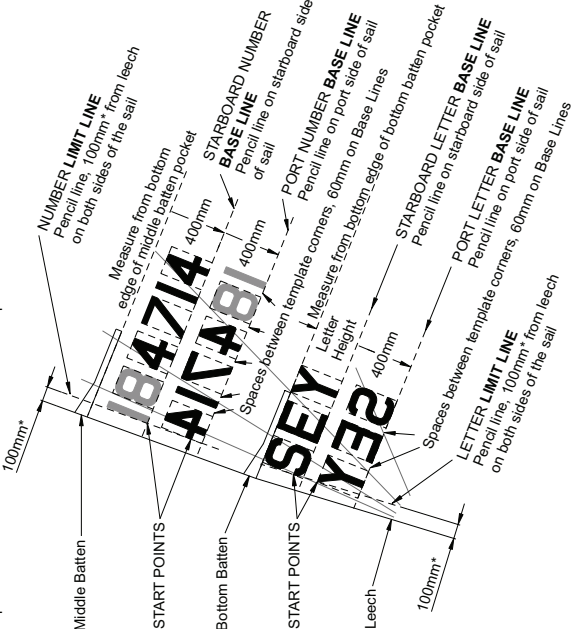 NUMBER LIMIT LINE
Pencil line, 100mm* from leech
on both sides of the sail
Measure from bottom
edge of middle batten pocket
STARBOARD NUMBER
BASE LINE
Pencil line on starboard side
of sail
PORT NUMBER BASE LINE
Pencil line on port side of sail
Spaces between template corners, 60mm on Base Lines
Measure from bottom edge of bottom batten pocket
STARBOARD LETTER BASE LINE
Pencil line on starboard side of sail
PORT LETTER BASE LINE
Pencil line on port side of sail
Spaces between template corners, 60mm on Base Lines
LETTER LIMIT LINE
Pencil line, 100mm* from leech
on both sides of the sail
100mm*
400mm
400mm
184714
184714
Letter
Height
400mm
SEY
SEY
Middle Batten
START POINTS
Bottom Batten
START POINTS
Leech
100mm*